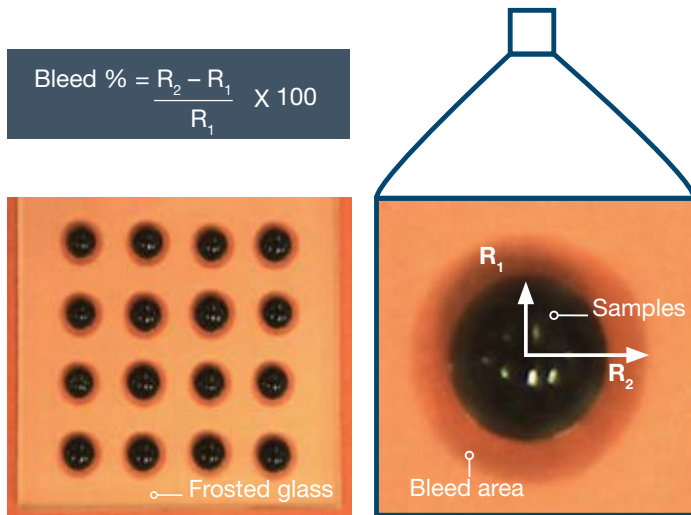 Bleed % = R₂ – R₁ / R₁ X 100
R₁
Samples
R₂
Frosted glass
Bleed area